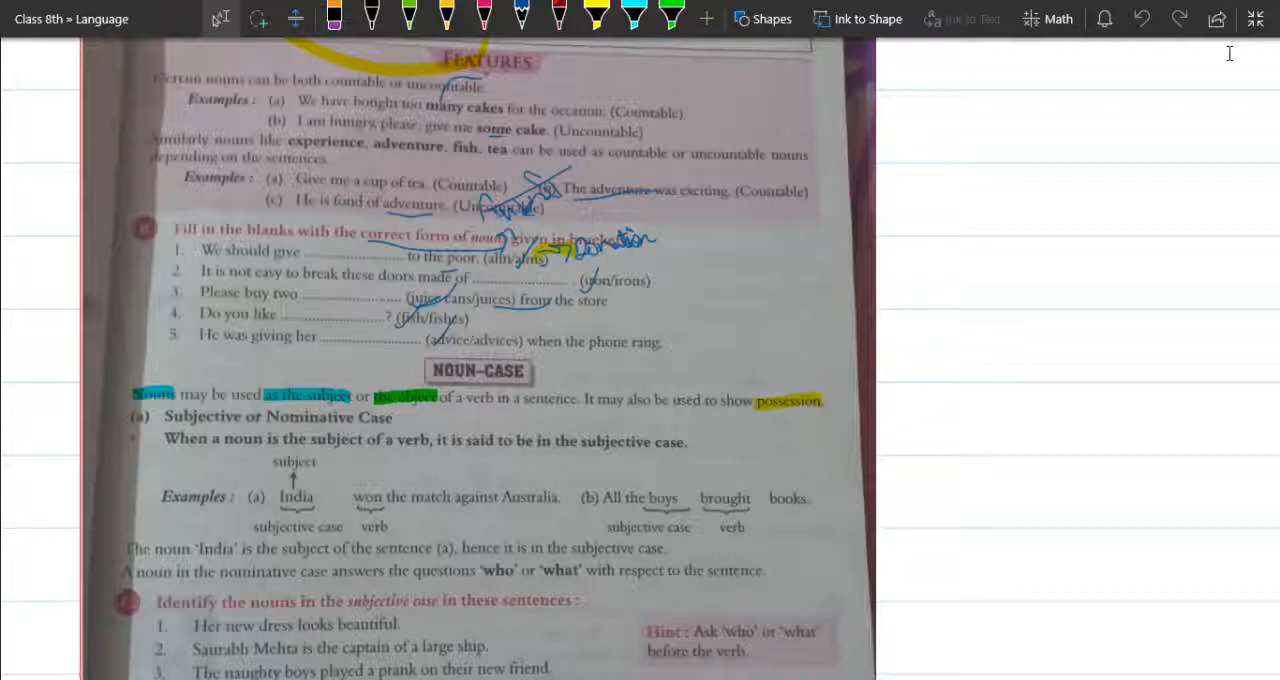 Class 8th » Language
Shapes
Ink to Shape
Ink to Text
Math
FEATURES
Certain nouns can be both countable or uncountable.
Examples : (a) We have bought too many cakes for the occation. (Countable)
(b) I am hungry, please, give me some cake. (Uncountable)
Similarly nouns like experience, adventure, fish, tea can be used as countable or uncountable nouns
depending on the sentences.
Examples : (a) Give me a cup of tea. (Countable) The adventure was exciting. (Countable)
(c) He is fond of adventure.
B Fill in the blanks with the correct form of noun given in
1. We should give to the poor. (alm/alms) → Donation
2. It is not easy to break these doors made of (iron/irons)
3. Please buy two (juice cans/juices) from the store
4. Do you like ? (fish/fishes)
5. He was giving her (advice/advices) when the phone rang.
NOUN-CASE
Nouns may be used as the subject or the object of a verb in a sentence. It may also be used to show possession.
(a) Subjective or Nominative Case
When a noun is the subject of a verb, it is said to be in the subjective case.
subject
Examples : (a) India won the match against Australia. (b) All the boys brought books.
subjective case verb subjective case verb
The noun 'India' is the subject of the sentence (a), hence it is in the subjective case.
A noun in the nominative case answers the questions 'who' or 'what' with respect to the sentence.
C Identify the nouns in the subjective case in these sentences :
1. Her new dress looks beautiful.
2. Saurabh Mehta is the captain of a large ship.
3. The naughty boys played a prank on their new friend.
Hint : Ask 'who' or 'what'
before the verb.